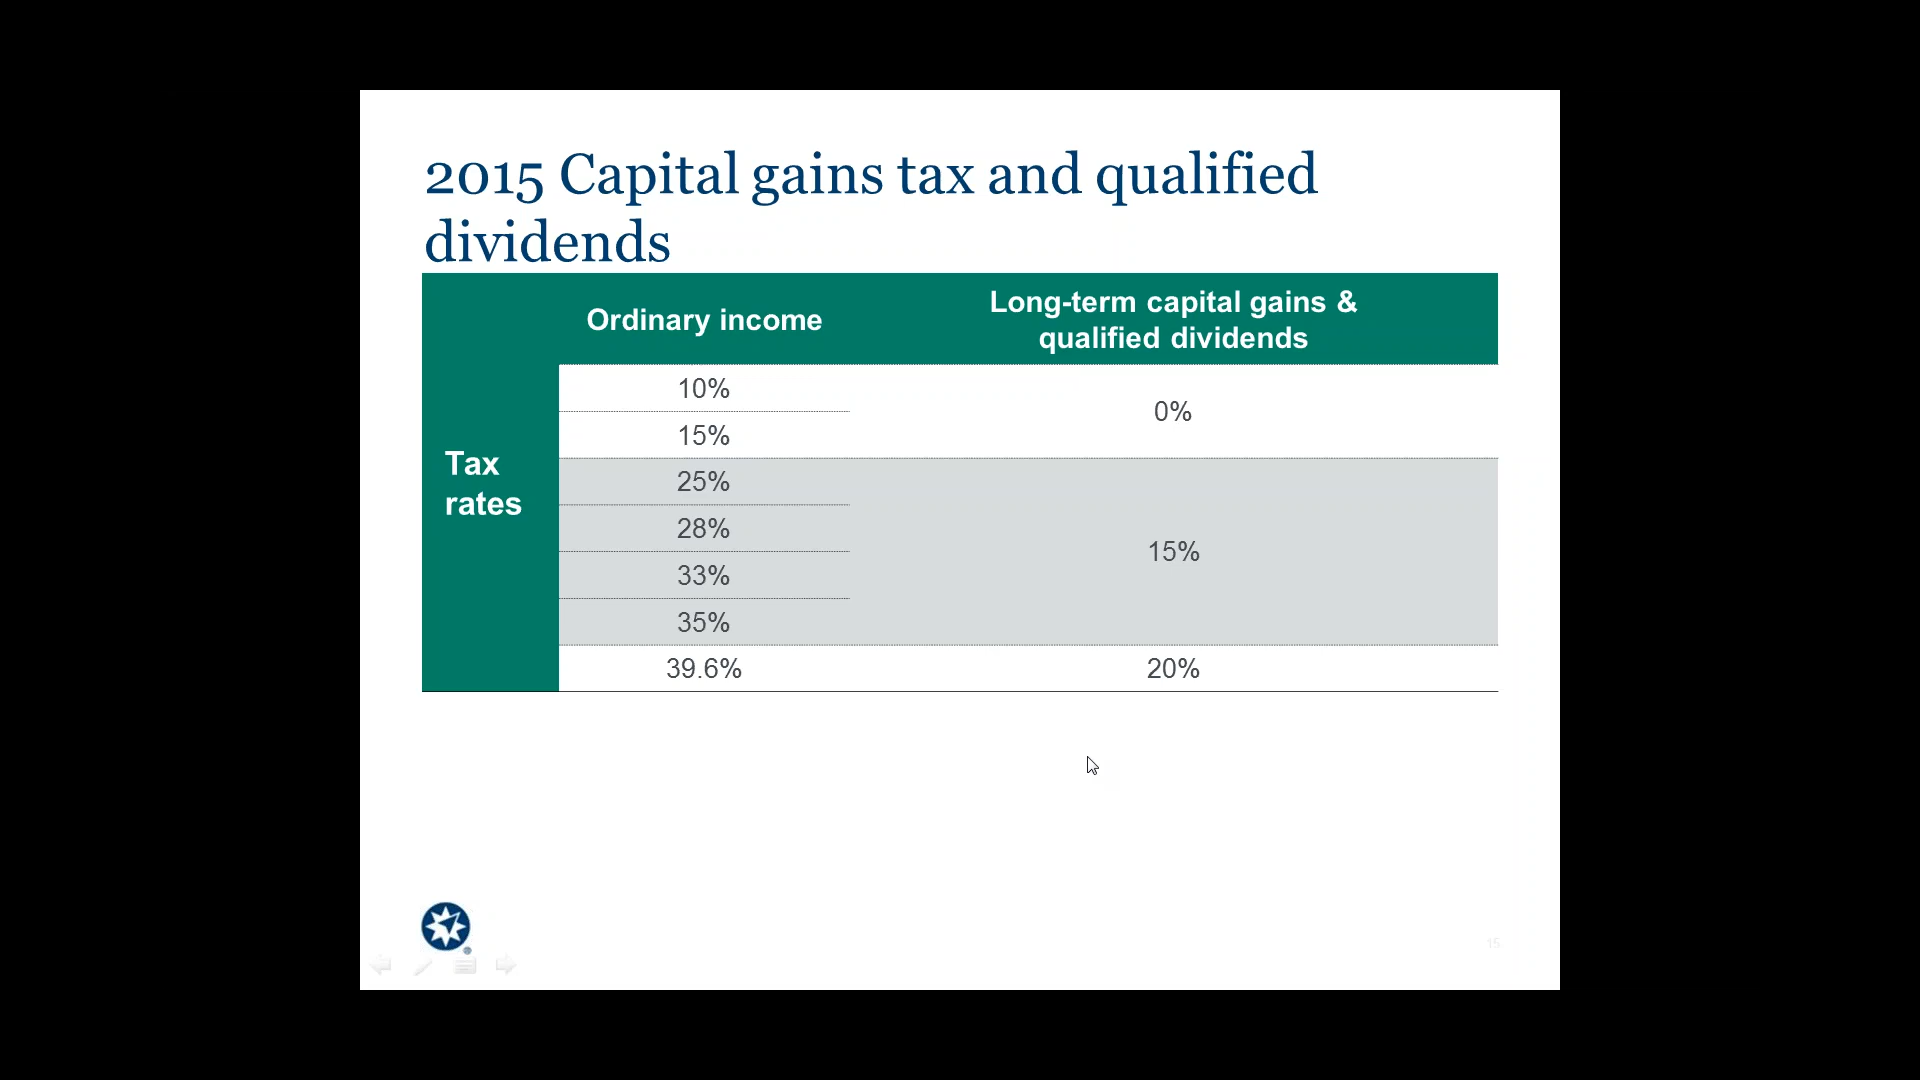 2015 Capital gains tax and qualified
dividends
Ordinary income
Long-term capital gains &
qualified dividends
Tax
rates
10%
15%
0%
25%
28%
33%
35%
15%
39.6%
20%
15